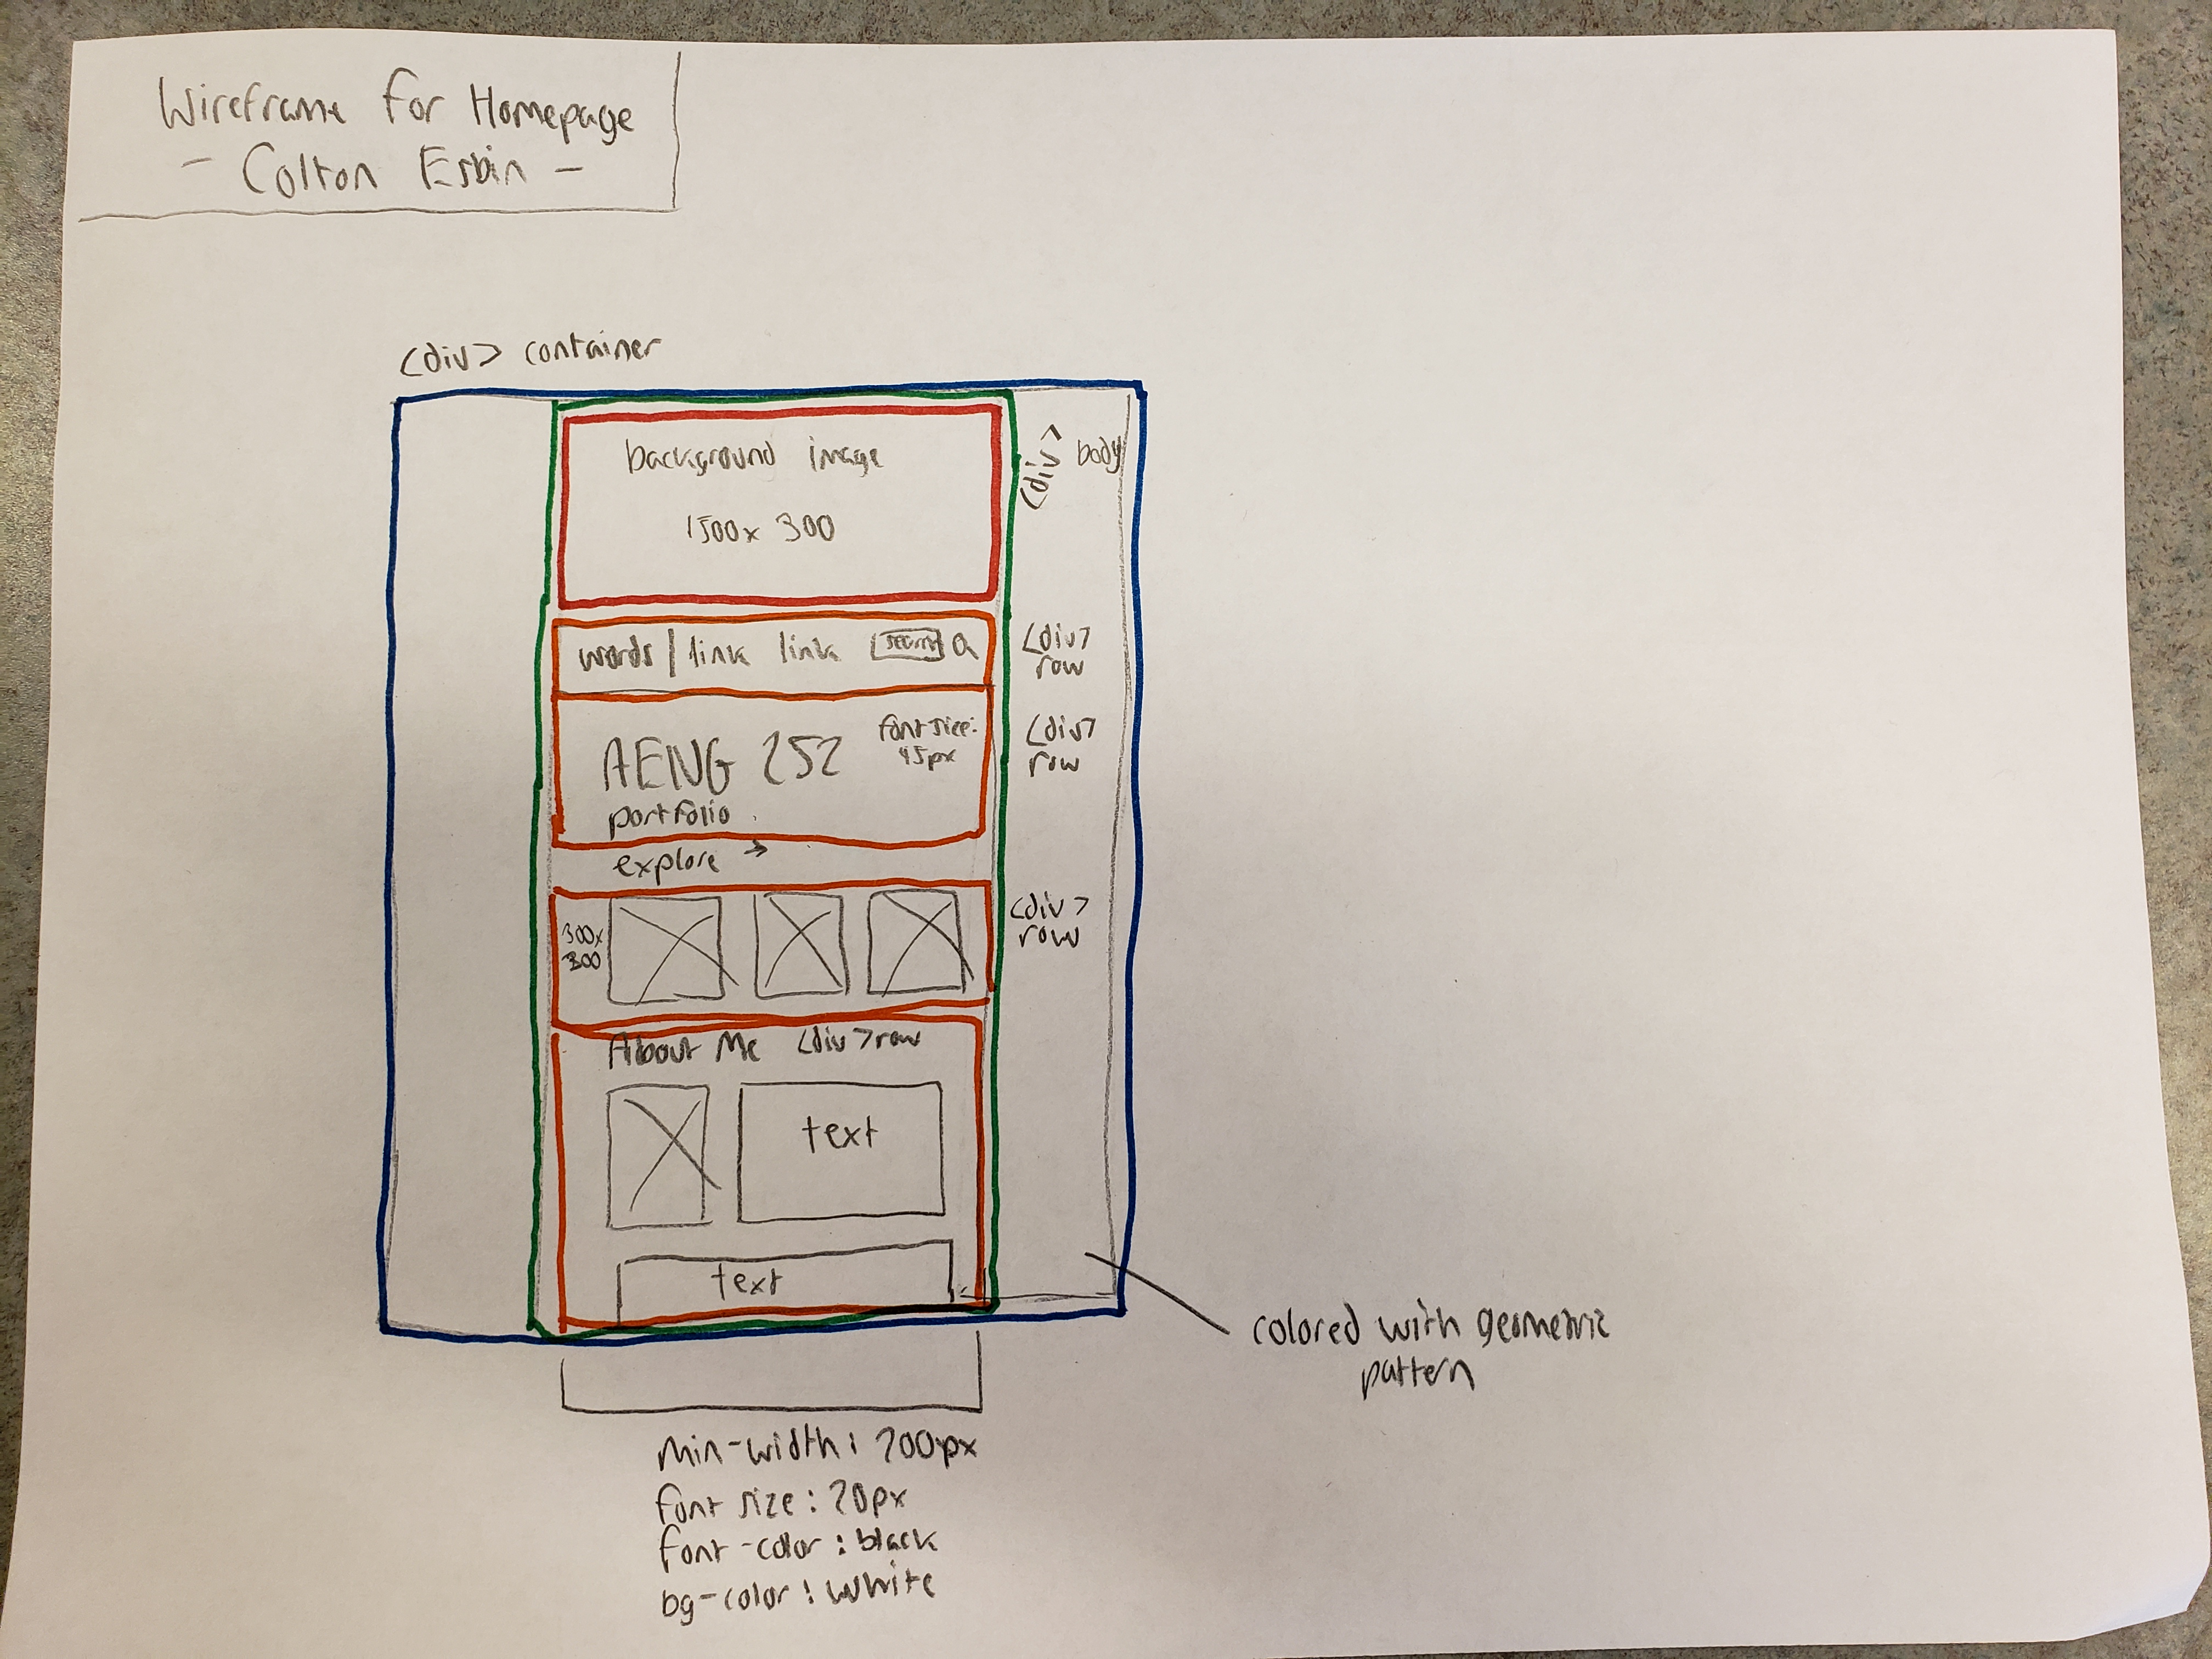 Wireframe for Homepage
- Colton Esbin -
<div> container
background image
1500x 300
<div> body
words | link link search
<div>
row
AENG 252
portfolio
font size:
45px
<div>
row
explore →
300x
300
<div>
row
About Me <div>row
text
text
colored with geometric
pattern
min-width: 700px
font size: 20px
font-color: black
bg-color: white